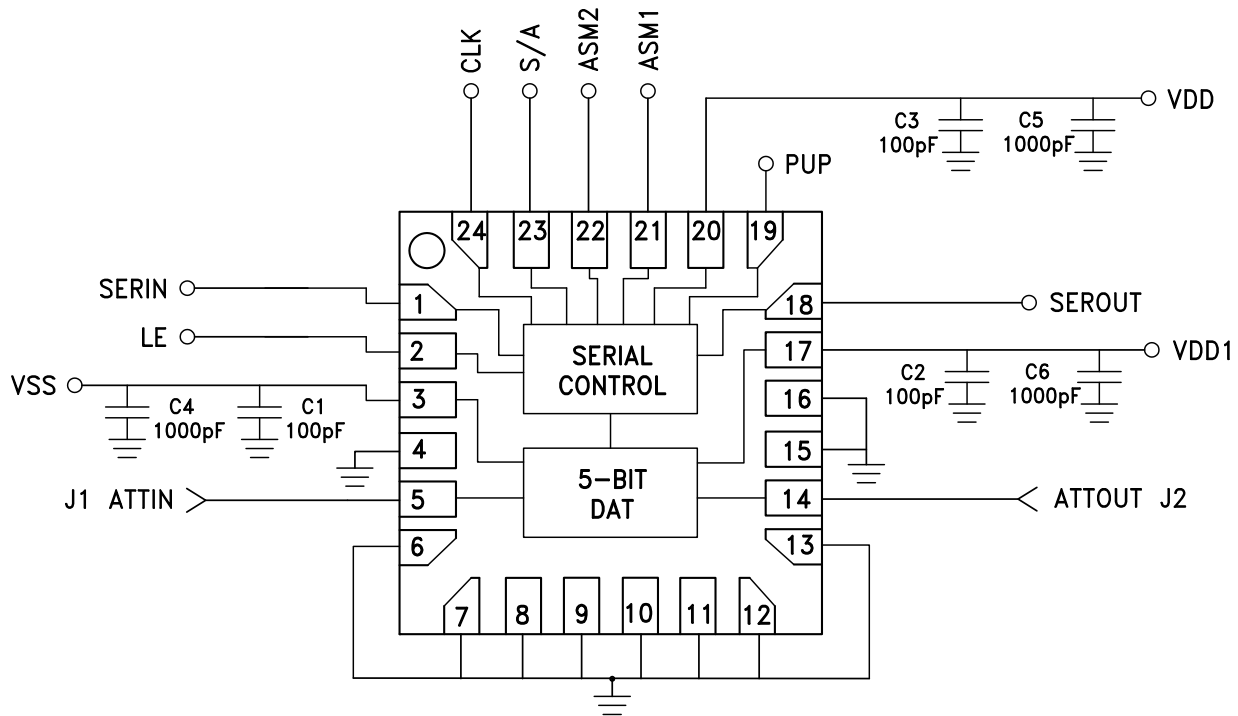 CLK
S/A
ASM2
ASM1
VDD
C3
100pF
C5
1000pF
PUP
24
23
22
21
20
19
SERIN
1
18
SEROUT
LE
2
SERIAL
CONTROL
17
VDD1
VSS
3
16
C4
1000pF
C1
100pF
C2
100pF
C6
1000pF
4
15
J1 ATTIN
5
5-BIT
DAT
14
ATTOUT J2
6
13
7
8
9
10
11
12